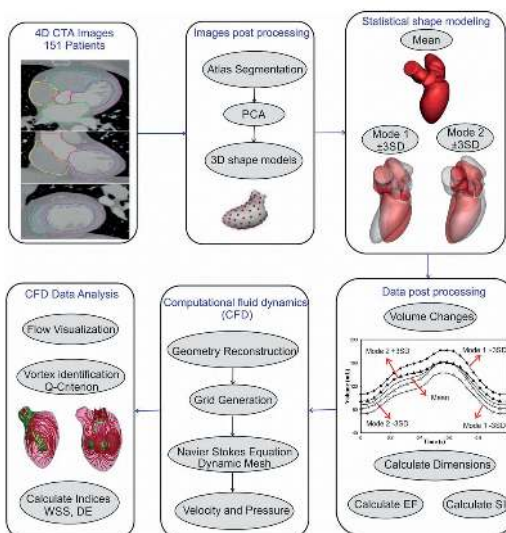 4D CTA Images
151 Patients
Images post processing
Atlas Segmentation
PCA
3D shape models
Statistical shape modeling
Mean
Mode 1
±3SD
Mode 2
±3SD
Data post processing
Volume Changes
Mode 2 +3SD
Mode 1 +3SD
Mean
Mode 2 -3SD
Mode 1 -3SD
Calculate Dimensions
Calculate EF
Calculate SI
Computational fluid dynamics
(CFD)
Geometry Reconstruction
Grid Generation
Navier Stokes Equation
Dynamic Mesh
Velocity and Pressure
CFD Data Analysis
Flow Visualization
Vortex identification
Q-Criterion
Calculate Indices
WSS, DE